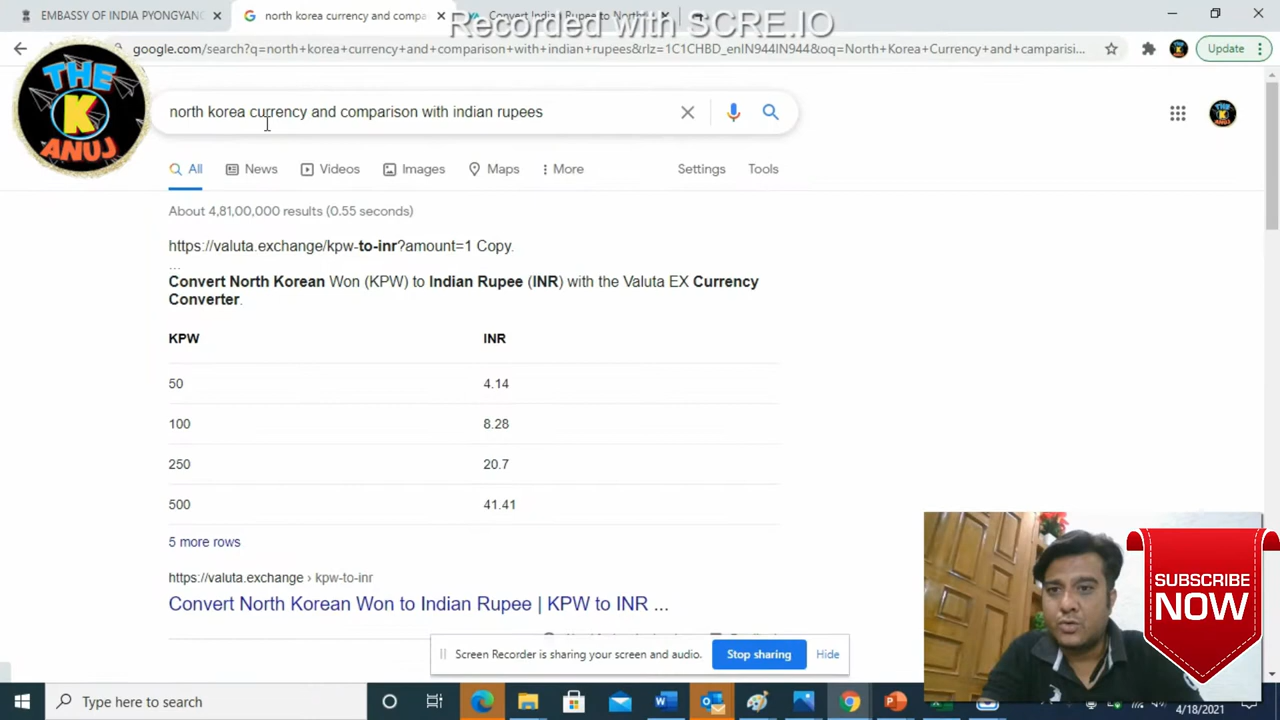 EMBASSY OF INDIA PYONGYANG
north korea currency and compa
Convert Indian Rupee to North
Recorded with SCRE.IO
google.com/search?q=north+korea+currency+and+comparison+with+indian+rupees&rlz=1C1CHBD_enIN944IN944&oq=North+Korea+Currency+and+camparisi...
Update
THE
K
ANUJ
north korea currency and comparison with indian rupees
All
News
Videos
Images
Maps
More
Settings
Tools
About 4,81,00,000 results (0.55 seconds)
https://valuta.exchange/kpw-to-inr?amount=1 Copy.
...
Convert North Korean Won (KPW) to Indian Rupee (INR) with the Valuta EX Currency
Converter.
KPW INR
50 4.14
100 8.28
250 20.7
500 41.41
5 more rows
https://valuta.exchange › kpw-to-inr
Convert North Korean Won to Indian Rupee | KPW to INR ...
Screen Recorder is sharing your screen and audio.
Stop sharing
Hide
SUBSCRIBE
NOW
Type here to search
4/18/2021